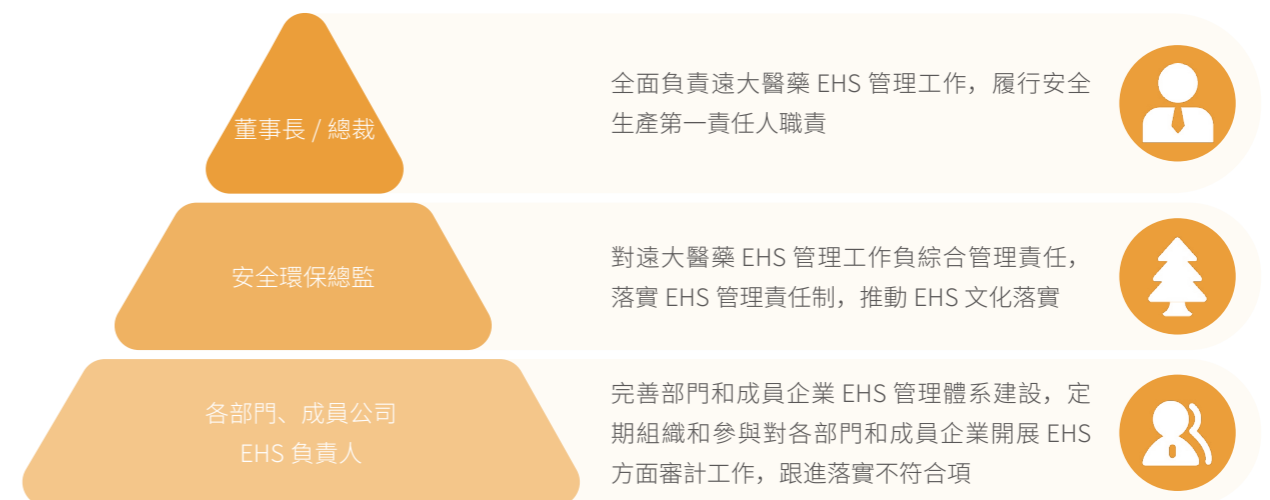 董事長 / 總裁
全面負責遠大醫藥 EHS 管理工作，履行安全
生產第一責任人職責
安全環保總監
對遠大醫藥 EHS 管理工作負綜合管理責任，
落實 EHS 管理責任制，推動 EHS 文化落實
各部門、成員公司
EHS 負責人
完善部門和成員企業 EHS 管理體系建設，定
期組織和參與對各部門和成員企業開展 EHS
方面審計工作，跟進落實不符合項